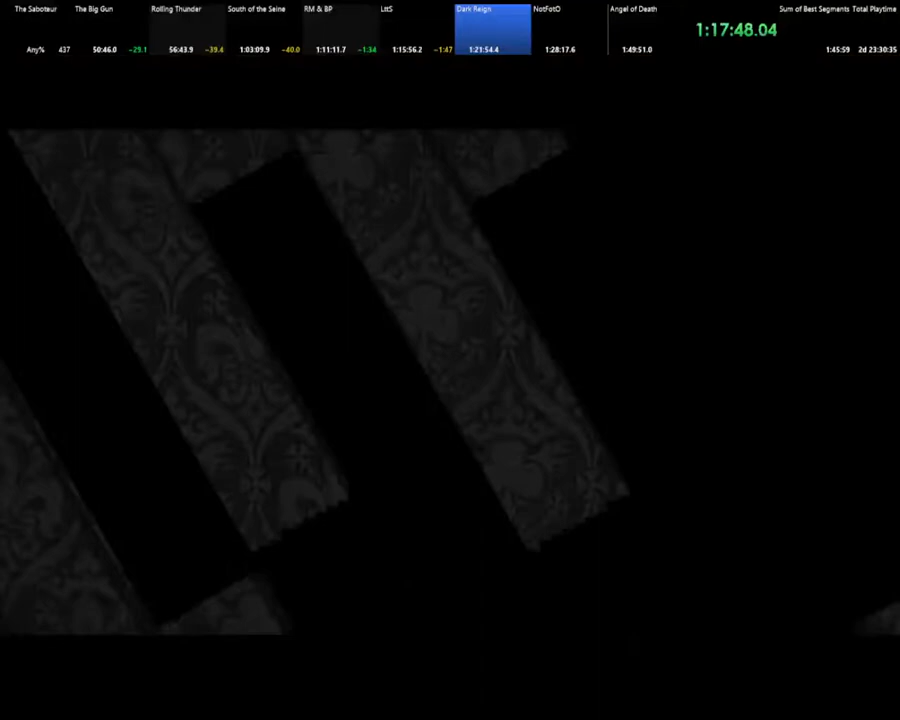 The Saboteur The Big Gun Rolling Thunder South of the Seine RM & BP LttS Dark Reign NotFotO Angel of Death Sum of Best Segments Total Playtime
1:17:48.04
Any% 437 50:46.0 -29.1 56:43.9 -39.4 1:03:09.9 -40.0 1:11:11.7 -1:34 1:15:56.2 -1:47 1:21:54.4 1:28:17.6 1:49:51.0 1:45:59 2d 23:30:35